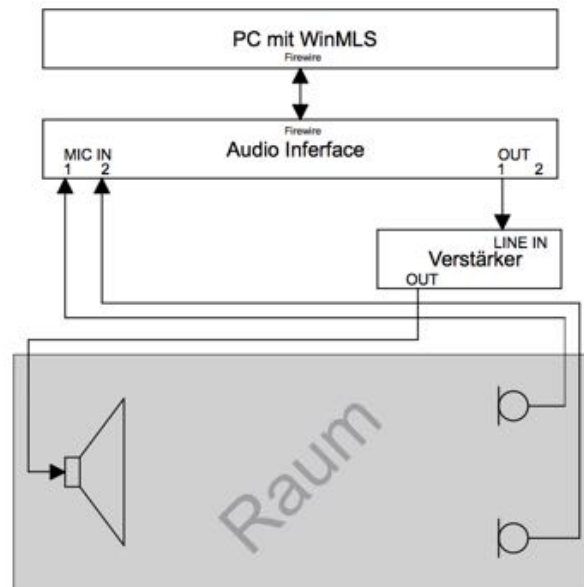 PC mit WinMLS
Firewire
Firewire
MIC IN
Audio Inferface
OUT
1 2
1 2
LINE IN
Verstärker
OUT
Raum